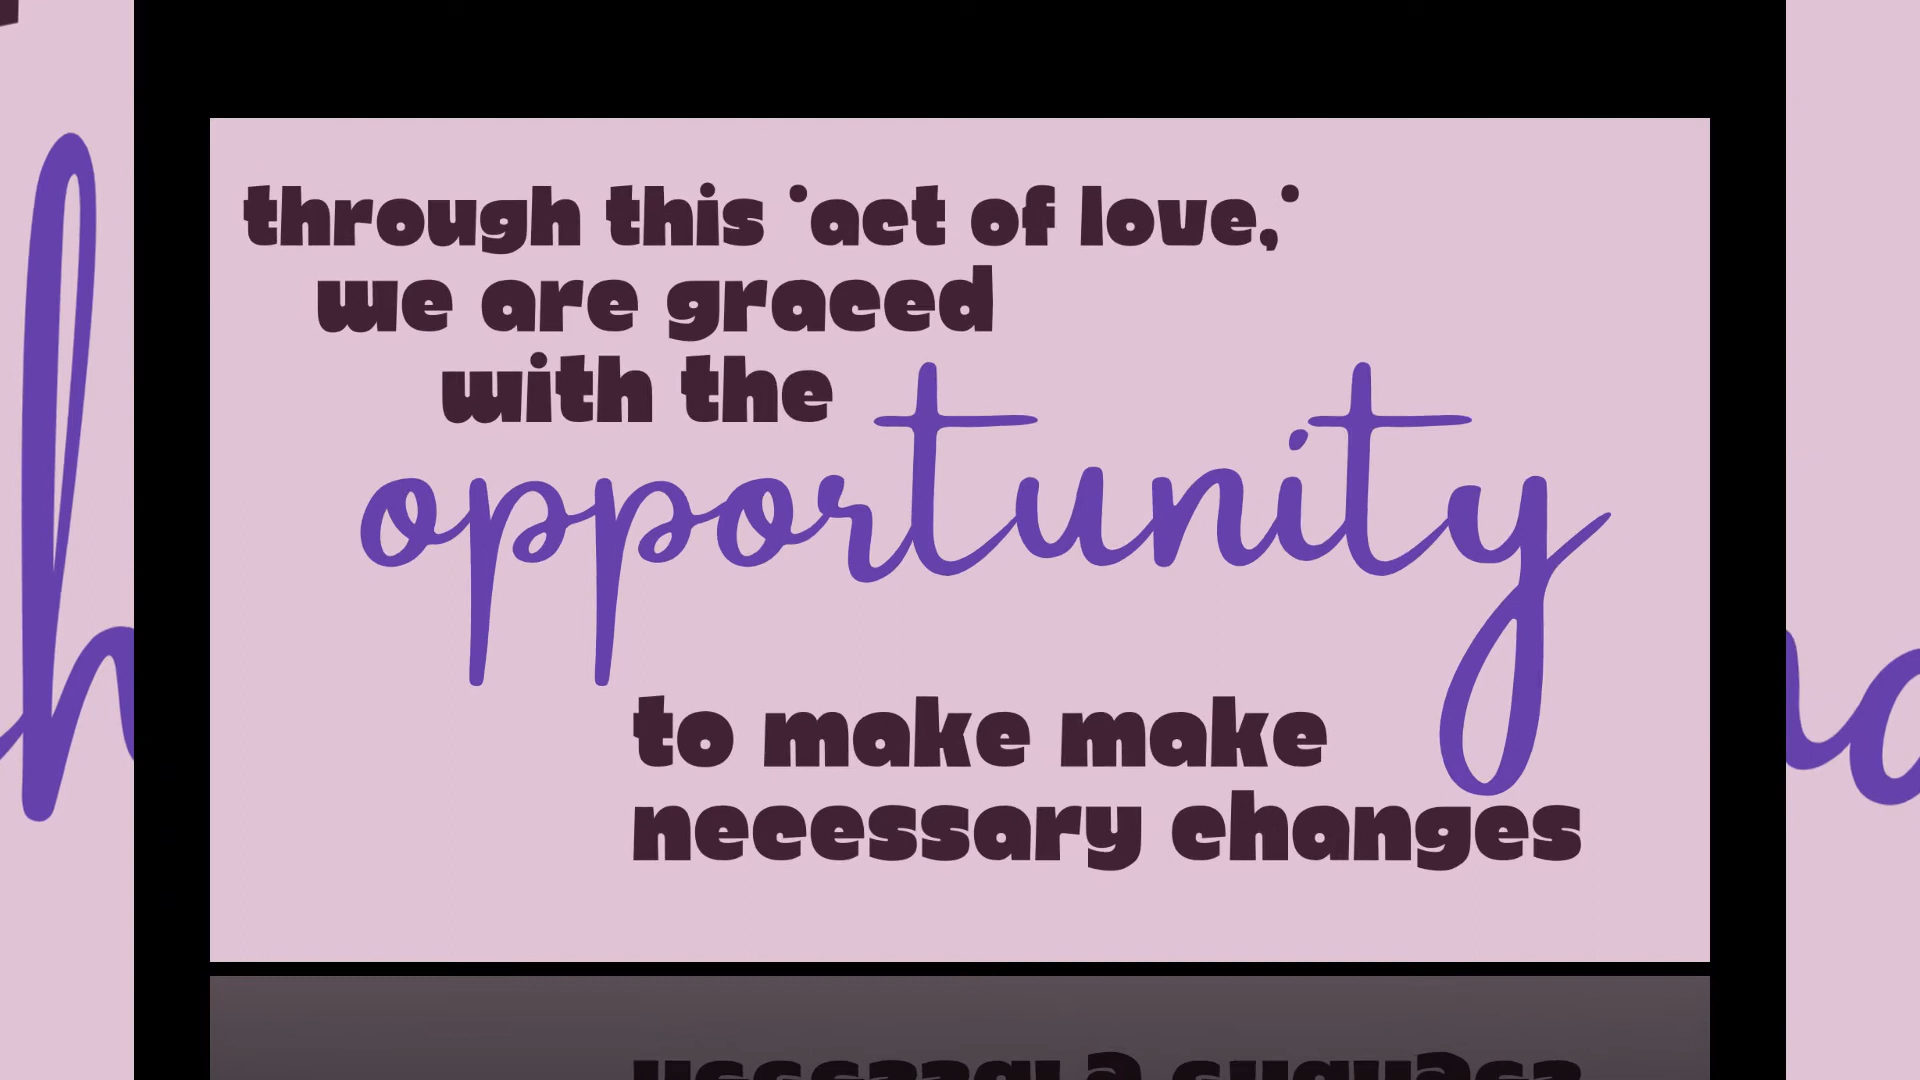 through this 'act of love,'
we are graced
with the
opportunity
to make make
necessary changes